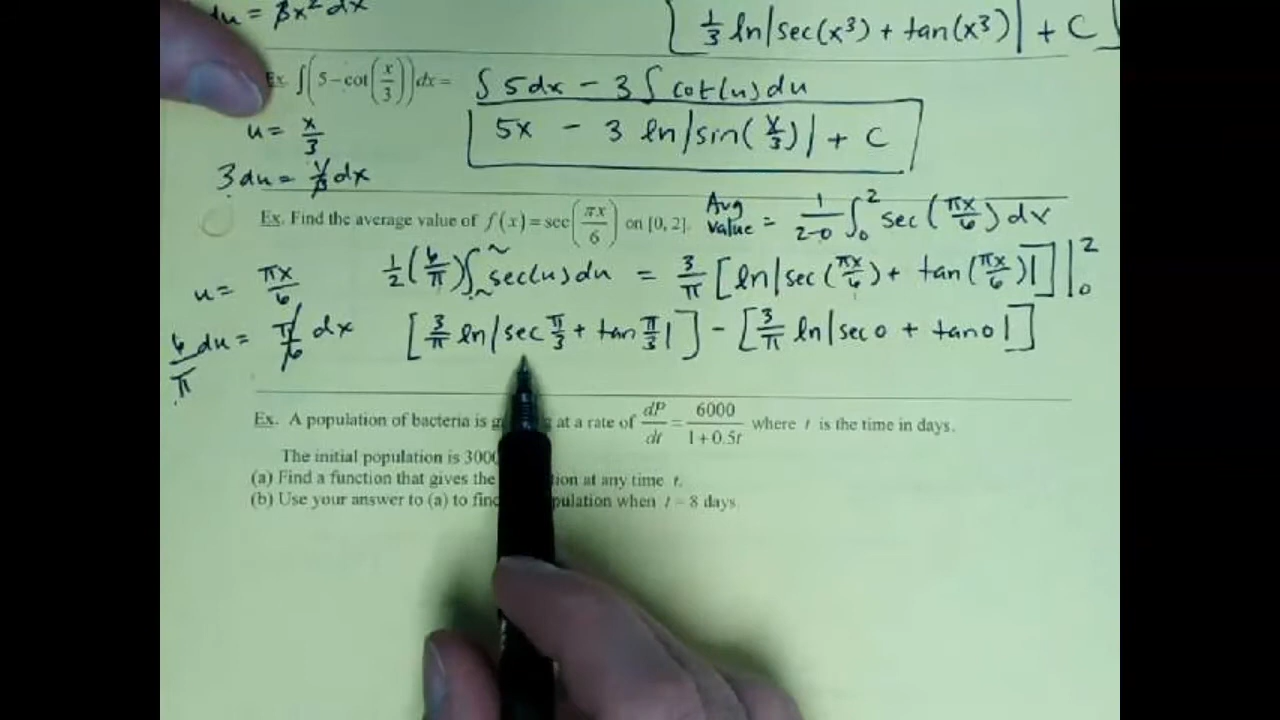 du = 3x² dx
⅓ ln|sec(x³) + tan(x³)| + C
Ex. ∫(5 – cot(x/3))dx = ∫ 5dx – 3 ∫ cot(u)du
u = x/3
5x – 3 ln|sin(x/3)| + C
3du = ⅓ dx
Ex. Find the average value of f(x) = sec(πx/6) on [0, 2].
Avg value = 1/(2-0) ∫₀² sec(πx/6) dx
u = πx/6
½(6/π)∫~~ sec(u)du = 3/π [ln|sec(πx/6) + tan(πx/6)|] |₀²
6/π du = π/6 dx
[3/π ln|sec π/3 + tan π/3|] – [3/π ln|sec 0 + tan 0|]
Ex. A population of bacteria is at a rate of dP/dt = 6000/(1+0.5t) where t is the time in days.
The initial population is 3000
(a) Find a function that gives the at any time t.
(b) Use your answer to (a) to find population when t = 8 days.